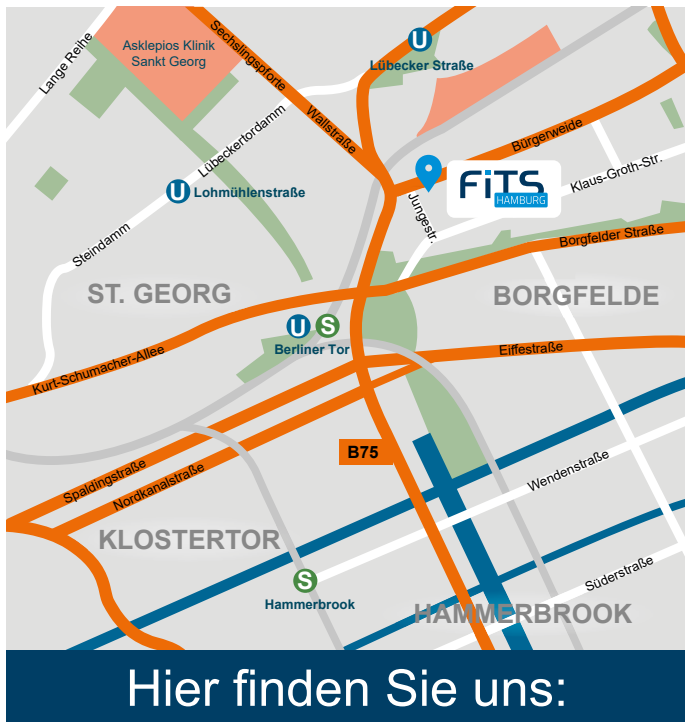 Asklepios Klinik
Sankt Georg
Lange Reihe
Sechslingspforte
Wallstraße
U
Lübecker Straße
Lübeckertordamm
Bürgerweide
FiTS
HAMBURG
Klaus-Groth-Str.
Jungestr.
U
Lohmühlenstraße
Steindamm
Borgfelder Straße
ST. GEORG
BORGFELDE
U
S
Berliner Tor
Kurt-Schumacher-Allee
Eiffestraße
B75
Spaldingstraße
Nordkanalstraße
Wendenstraße
KLOSTERTOR
S
Hammerbrook
Süderstraße
HAMMERBROOK
Hier finden Sie uns: